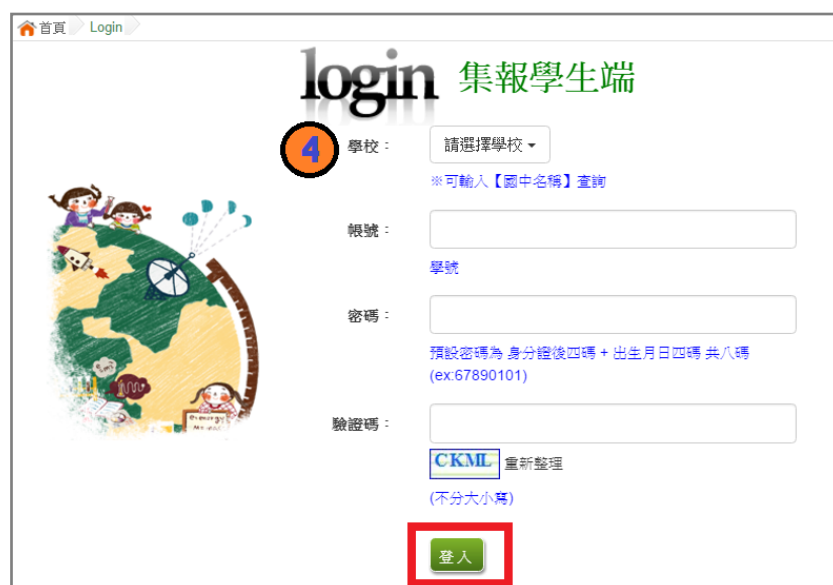 首頁 Login
login 集報學生端
4 學校： 請選擇學校
※可輸入【國中名稱】查詢
帳號：
學號
密碼：
預設密碼為 身分證後四碼 + 出生月日四碼 共八碼
(ex:67890101)
驗證碼：
CKML 重新整理
(不分大小寫)
登入